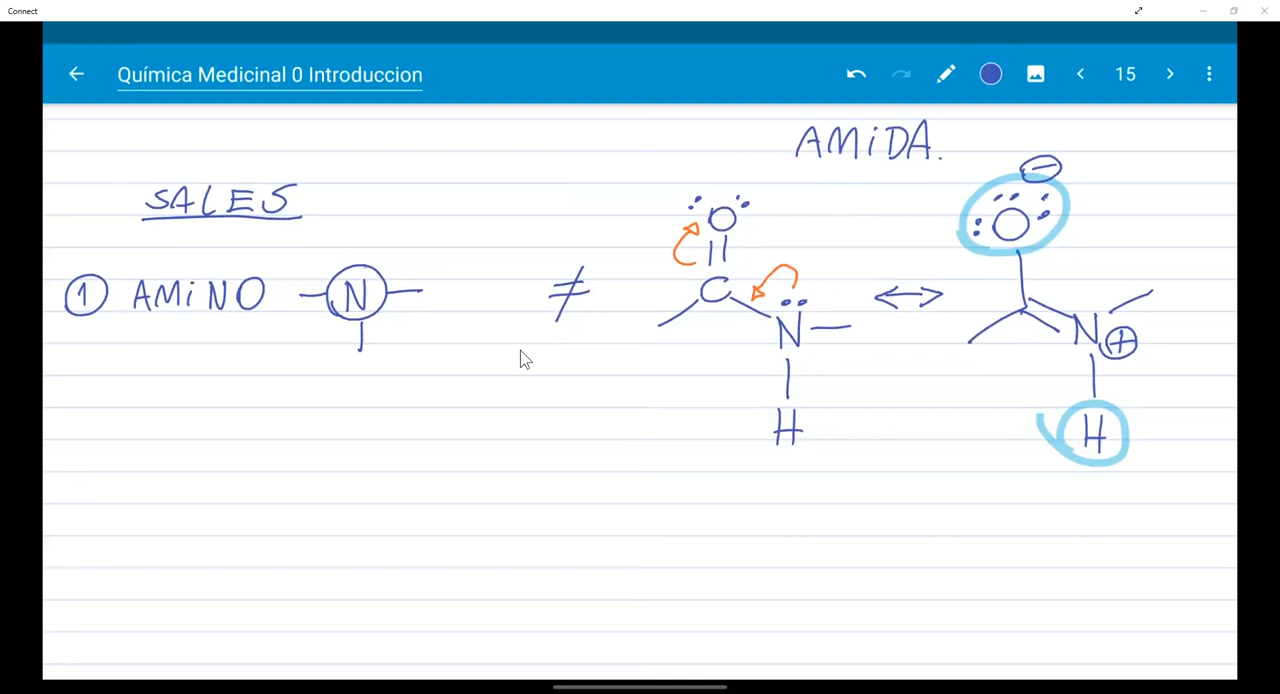 Connect
Química Medicinal 0 Introduccion
15
AMiDA.
SALES
O
O
−
1 AMiNO N ≠ C N ↔ N +
H
H